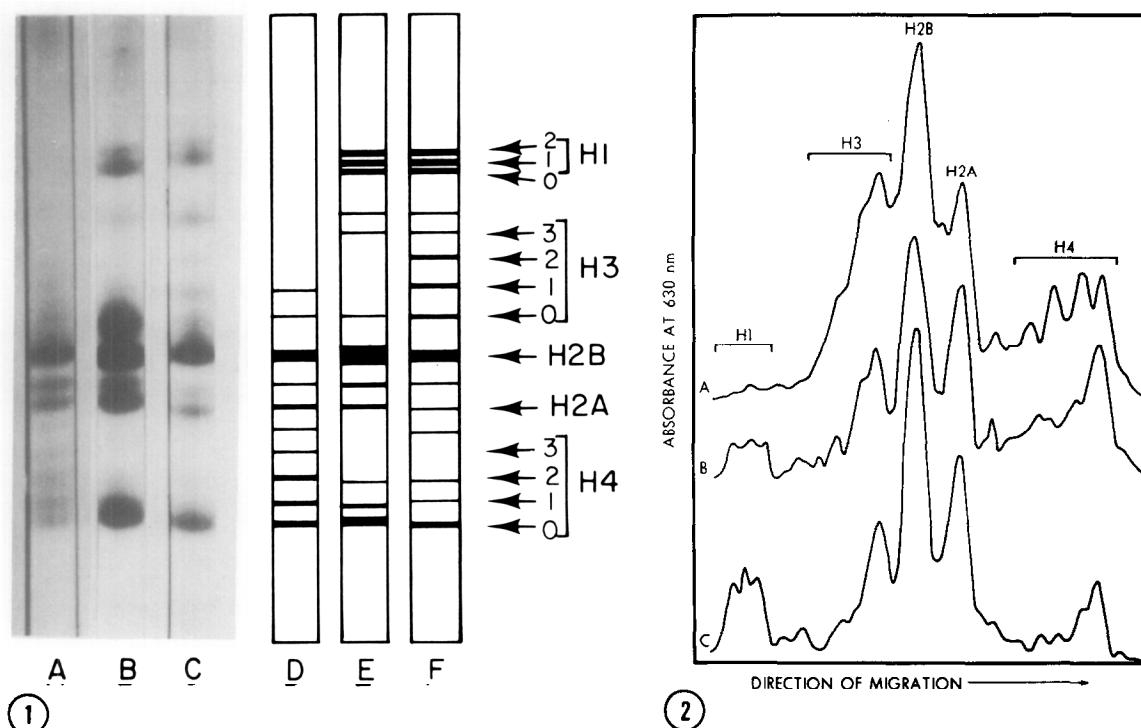 2
1
0
H1
3
2
1
0
H3
H2B
H2A
3
2
1
0
H4
A B C D E F
1
ABSORBANCE AT 630 nm
H2B
H3
H2A
H4
H1
A
B
C
DIRECTION OF MIGRATION
2